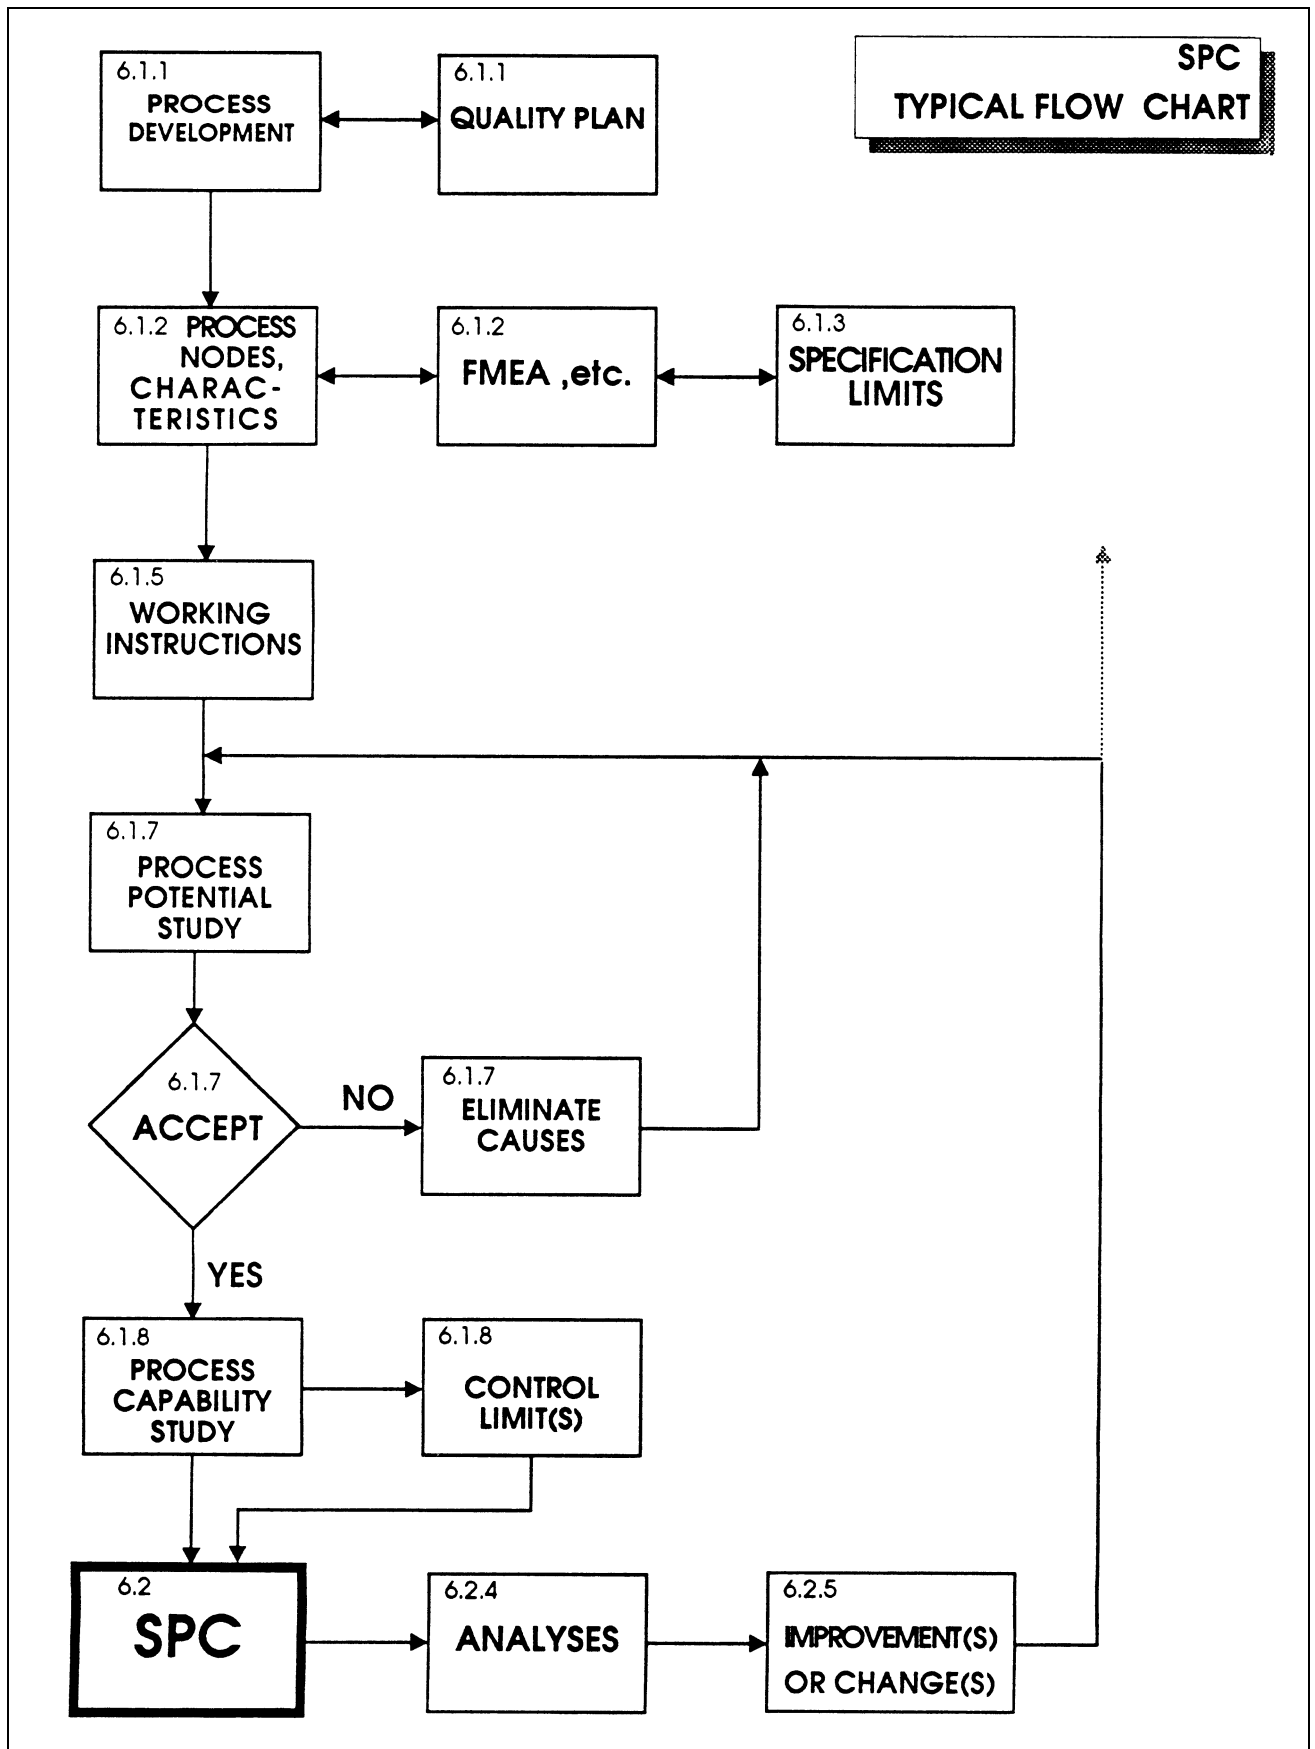 SPC
TYPICAL FLOW CHART
6.1.1
PROCESS
DEVELOPMENT
6.1.1
QUALITY PLAN
6.1.2 PROCESS
NODES,
CHARAC-
TERISTICS
6.1.2
FMEA ,etc.
6.1.3
SPECIFICATION
LIMITS
6.1.5
WORKING
INSTRUCTIONS
6.1.7
PROCESS
POTENTIAL
STUDY
6.1.7
ACCEPT
NO
6.1.7
ELIMINATE
CAUSES
YES
6.1.8
PROCESS
CAPABILITY
STUDY
6.1.8
CONTROL
LIMIT(S)
6.2
SPC
6.2.4
ANALYSES
6.2.5
IMPROVEMENT(S)
OR CHANGE(S)